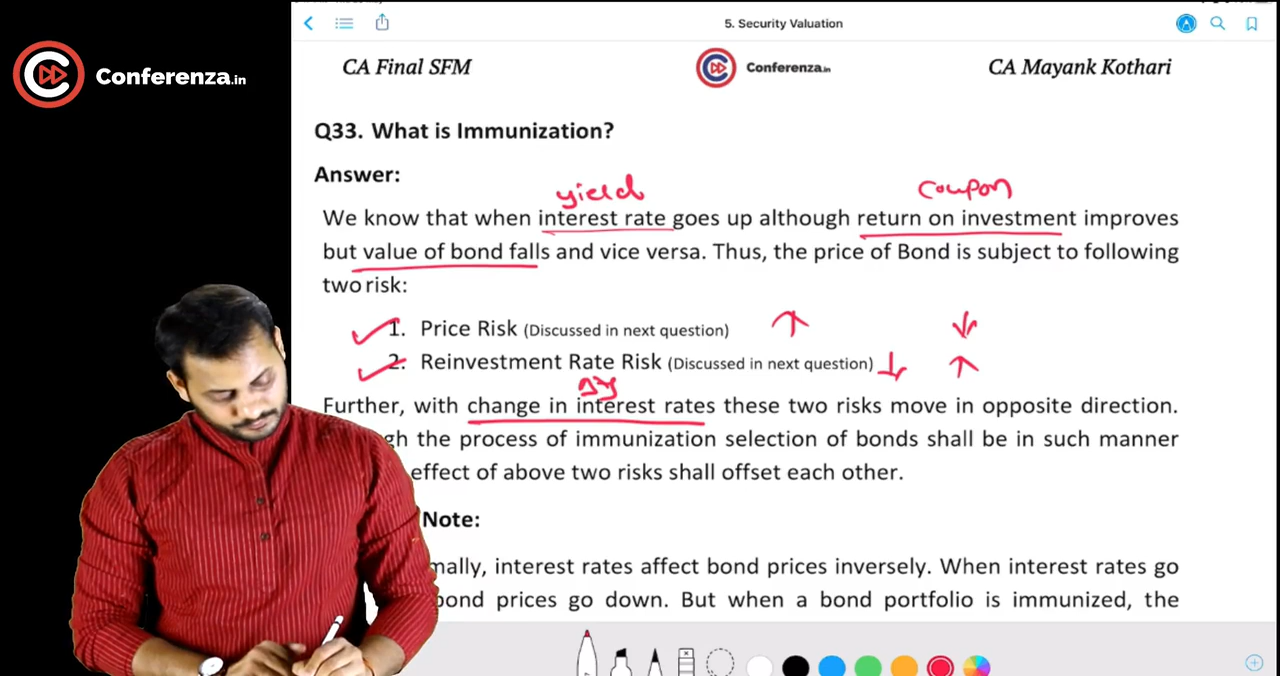 5. Security Valuation
Conferenza.in
CA Final SFM
Conferenza.in
CA Mayank Kothari
Q33. What is Immunization?
Answer:
yield
Coupon
We know that when interest rate goes up although return on investment improves
but value of bond falls and vice versa. Thus, the price of Bond is subject to following
two risk:
1. Price Risk (Discussed in next question)
2. Reinvestment Rate Risk (Discussed in next question)
Further, with change in interest rates these two risks move in opposite direction.
gh the process of immunization selection of bonds shall be in such manner
effect of above two risks shall offset each other.
Note:
mally, interest rates affect bond prices inversely. When interest rates go
bond prices go down. But when a bond portfolio is immunized, the